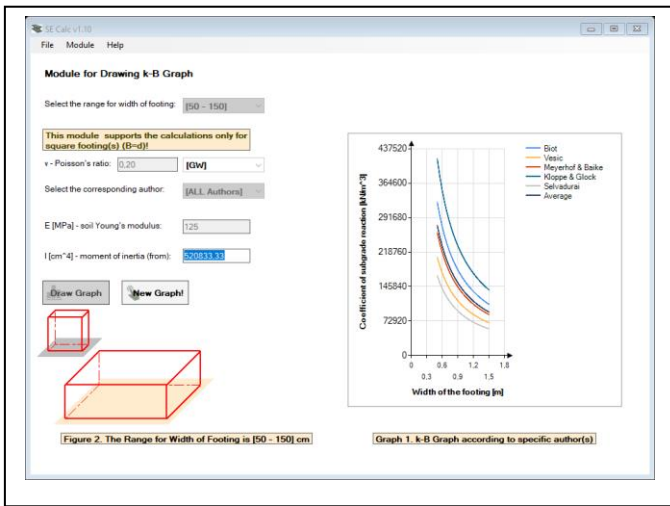 SE Calc v1.10
File Module Help
Module for Drawing k-B Graph
Select the range for width of footing: [50 - 150]
This module supports the calculations only for
square footing(s) (B=d)!
ν - Poisson's ratio: 0.20 [GW]
Select the corresponding author: [ALL Authors]
E [MPa] - soil Young's modulus: 125
I [cm^4] - moment of inertia (from): 520833.33
Draw Graph New Graph!
Figure 2. The Range for Width of Footing is [50 - 150] cm
Coefficient of subgrade reaction [kN/m^3]
437520
364600
291680
218760
145840
72920
0
0 0,6 1,2 1,8
0,3 0,9 1,5
Width of the footing [m]
Biot
Vesic
Meyerhof & Baike
Kloppe & Glock
Selvadurai
Average
Graph 1. k-B Graph according to specific author(s)